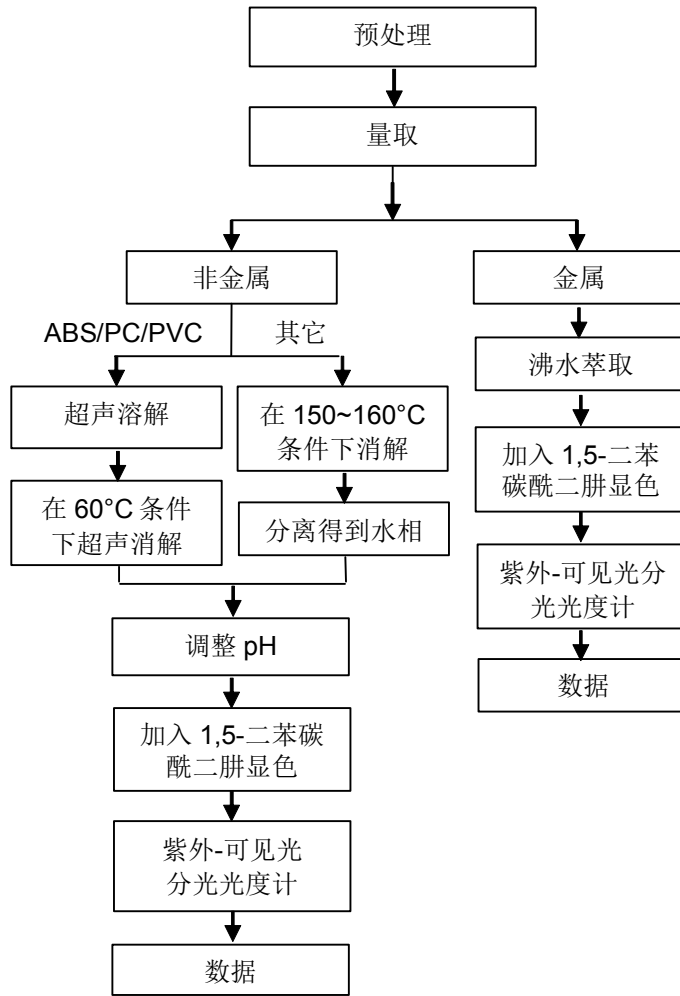 预处理
量取
非金属
金属
ABS/PC/PVC
其它
沸水萃取
超声溶解
在 150~160°C
条件下消解
加入 1,5-二苯
碳酰二肼显色
在 60°C 条件
下超声消解
分离得到水相
紫外-可见光分
光光度计
调整 pH
数据
加入 1,5-二苯碳
酰二肼显色
紫外-可见光
分光光度计
数据